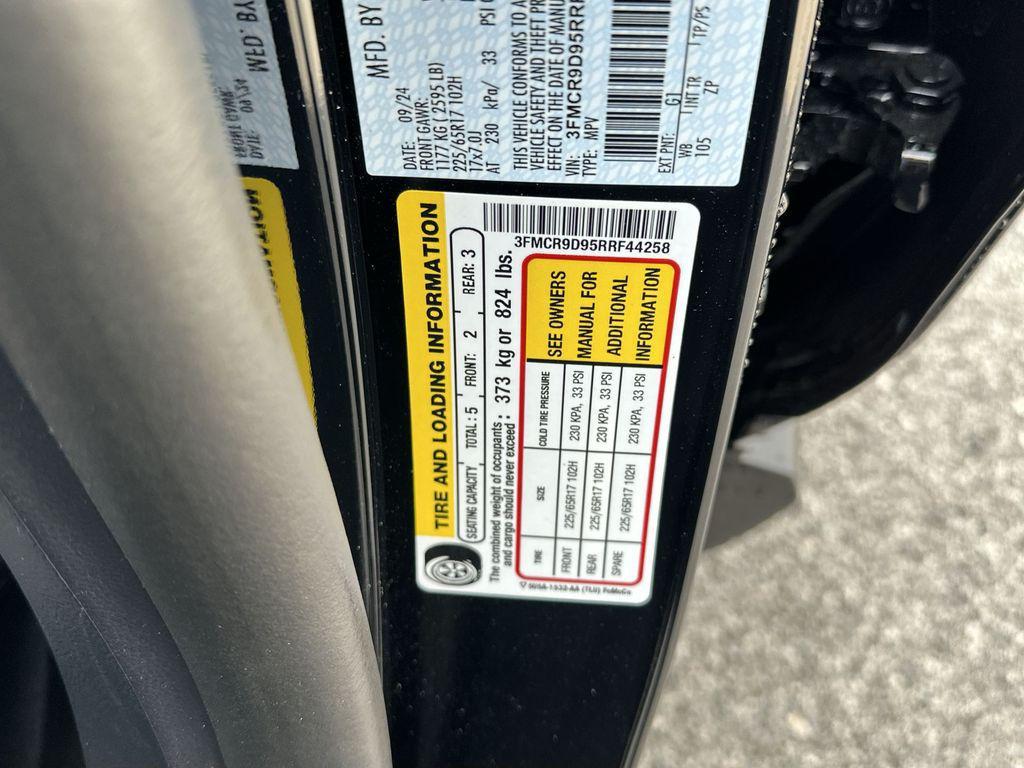 MFD. BY
DATE: 09/24
FRONT GAWR:
1177 KG ( 2595 LB)
225/65R17 102H
17x7.0J
AT 230 kPa/ 33 PSI
THIS VEHICLE CONFORMS TO A
VEHICLE SAFETY AND THEFT PR
EFFECT ON THE DATE OF MANU
VIN: 3FMCR9D95RR
TYPE: MPV
EXT PNT: G1
WB INT TR TP/PS
105 ZP
TIRE AND LOADING INFORMATION
SEATING CAPACITY TOTAL : 5 FRONT: 2 REAR: 3
The combined weight of occupants
and cargo should never exceed : 373 kg or 824 lbs.
3FMCR9D95RRF44258
TIRE SIZE COLD TIRE PRESSURE
FRONT 225/65R17 102H 230 KPA, 33 PSI
REAR 225/65R17 102H 230 KPA, 33 PSI
SPARE 225/65R17 102H 230 KPA, 33 PSI
SEE OWNERS
MANUAL FOR
ADDITIONAL
INFORMATION